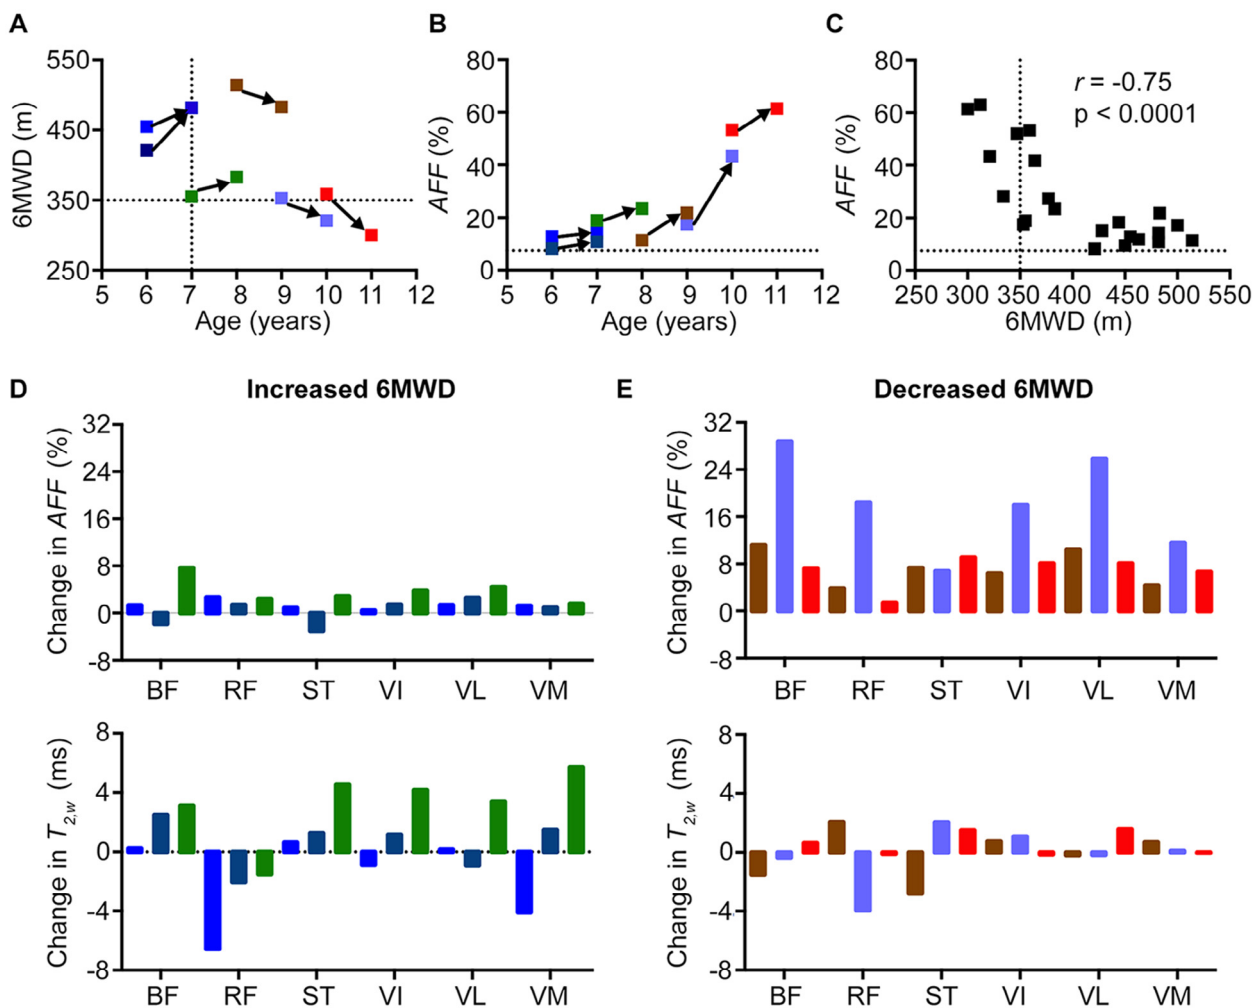 A
550
450
350
250
6MWD (m)
5 6 7 8 9 10 11 12
Age (years)
B
80
60
40
20
0
AFF (%)
5 6 7 8 9 10 11 12
Age (years)
C
80
60
40
20
0
AFF (%)
r = -0.75
p < 0.0001
250 300 350 400 450 500 550
6MWD (m)
D
Increased 6MWD
32
24
16
8
0
-8
Change in AFF (%)
BF RF ST VI VL VM
8
4
0
-4
-8
Change in T2,w (ms)
BF RF ST VI VL VM
E
Decreased 6MWD
32
24
16
8
0
-8
Change in AFF (%)
BF RF ST VI VL VM
8
4
0
-4
-8
Change in T2,w (ms)
BF RF ST VI VL VM